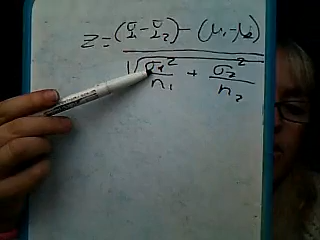 Z = (x̄₁ - x̄₂) - (μ₁ - μ₂)
√ σ₁² / n₁ + σ₂² / n₂